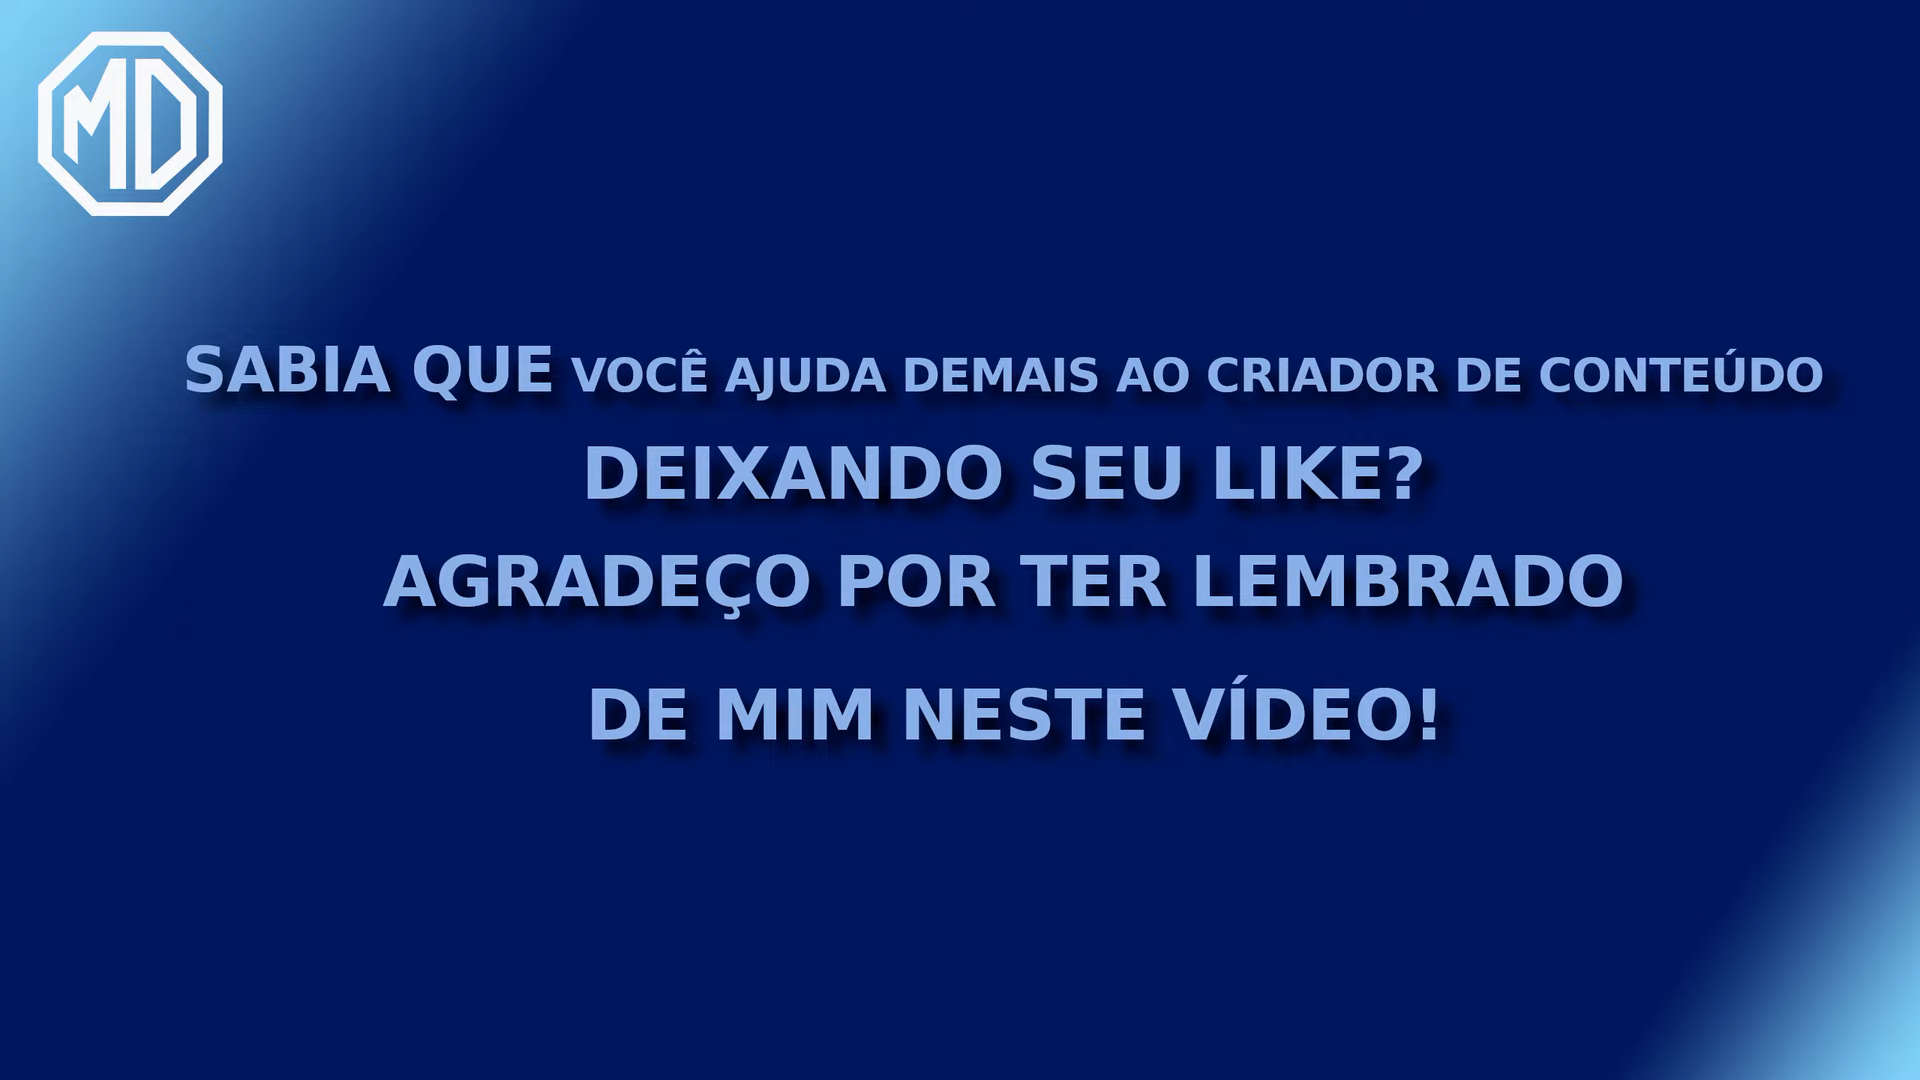 MD
SABIA QUE VOCÊ AJUDA DEMAIS AO CRIADOR DE CONTEÚDO
DEIXANDO SEU LIKE?
AGRADEÇO POR TER LEMBRADO
DE MIM NESTE VÍDEO!